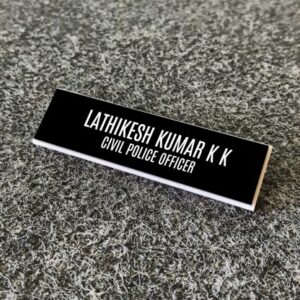 LATHIKESH KUMAR K K
CIVIL POLICE OFFICER